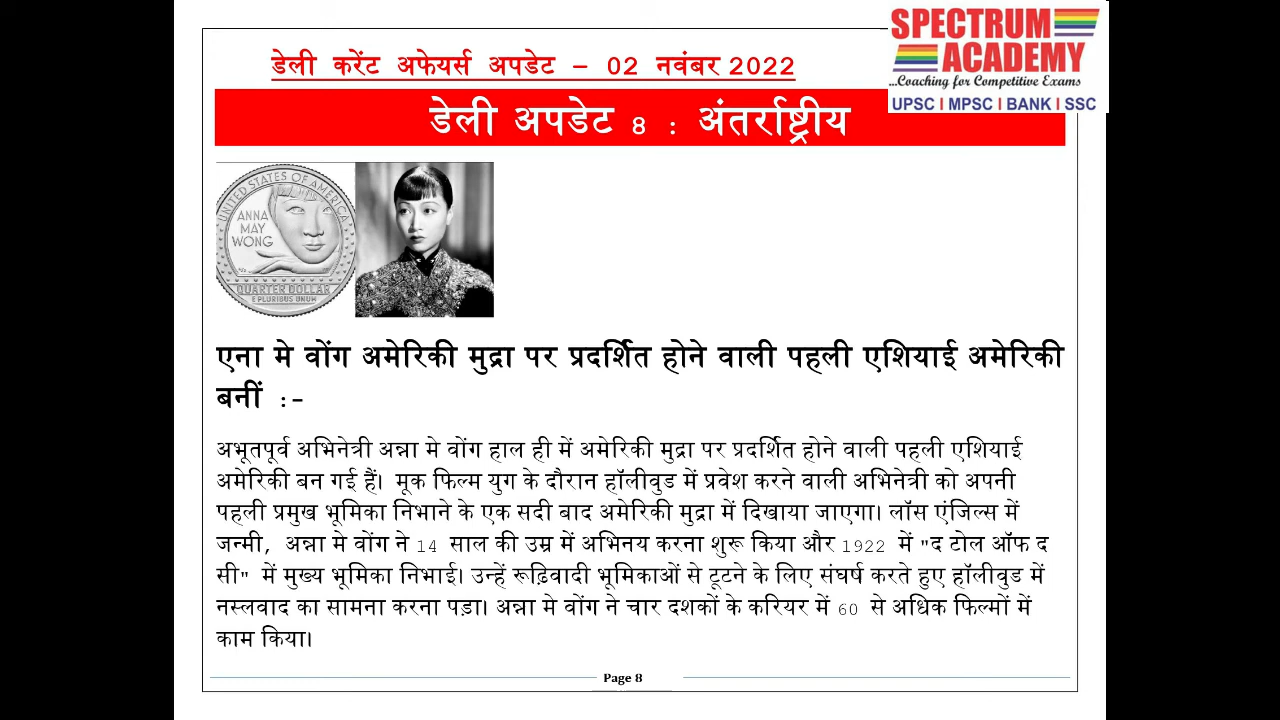 SPECTRUM
ACADEMY
...Coaching for Competitive Exams
UPSC | MPSC | BANK | SSC
डेली करेंट अफेयर्स अपडेट – 02 नवंबर 2022
डेली अपडेट 8 : अंतर्राष्ट्रीय
UNITED STATES OF AMERICA
ANNA
MAY
WONG
QUARTER DOLLAR
E PLURIBUS UNUM
एना मे वोंग अमेरिकी मुद्रा पर प्रदर्शित होने वाली पहली एशियाई अमेरिकी
बनीं :-
अभूतपूर्व अभिनेत्री अन्ना मे वोंग हाल ही में अमेरिकी मुद्रा पर प्रदर्शित होने वाली पहली एशियाई
अमेरिकी बन गई हैं। मूक फिल्म युग के दौरान हॉलीवुड में प्रवेश करने वाली अभिनेत्री को अपनी
पहली प्रमुख भूमिका निभाने के एक सदी बाद अमेरिकी मुद्रा में दिखाया जाएगा। लॉस एंजिल्स में
जन्मी, अन्ना मे वोंग ने 14 साल की उम्र में अभिनय करना शुरू किया और 1922 में "द टोल ऑफ द
सी" में मुख्य भूमिका निभाई। उन्हें रूढ़िवादी भूमिकाओं से टूटने के लिए संघर्ष करते हुए हॉलीवुड में
नस्लवाद का सामना करना पड़ा। अन्ना मे वोंग ने चार दशकों के करियर में 60 से अधिक फिल्मों में
काम किया।
Page 8